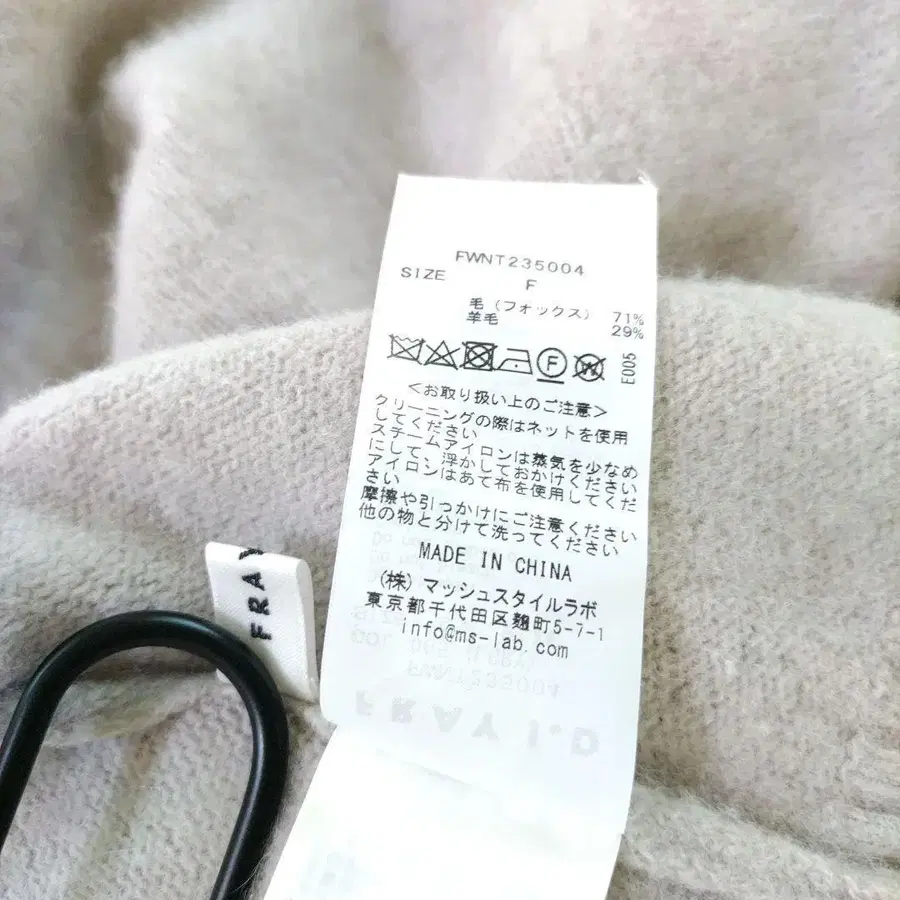 FWNT235004
SIZE F
毛 (フォックス) 71%
羊毛 29%
F W E005
<お取り扱い上のご注意>
クリーニングの際はネットを使用
してください
スチームアイロンは蒸気を少なめ
にして、浮かしておかけください
アイロンはあて布を使用してくだ
さい
摩擦や引っかけにご注意ください
他の物と分けて洗ってください
MADE IN CHINA
(株) マッシュスタイルラボ
東京都千代田区麹町5-7-1
info@ms-lab.com
FWNT235004
FRAY I.D
FRAY